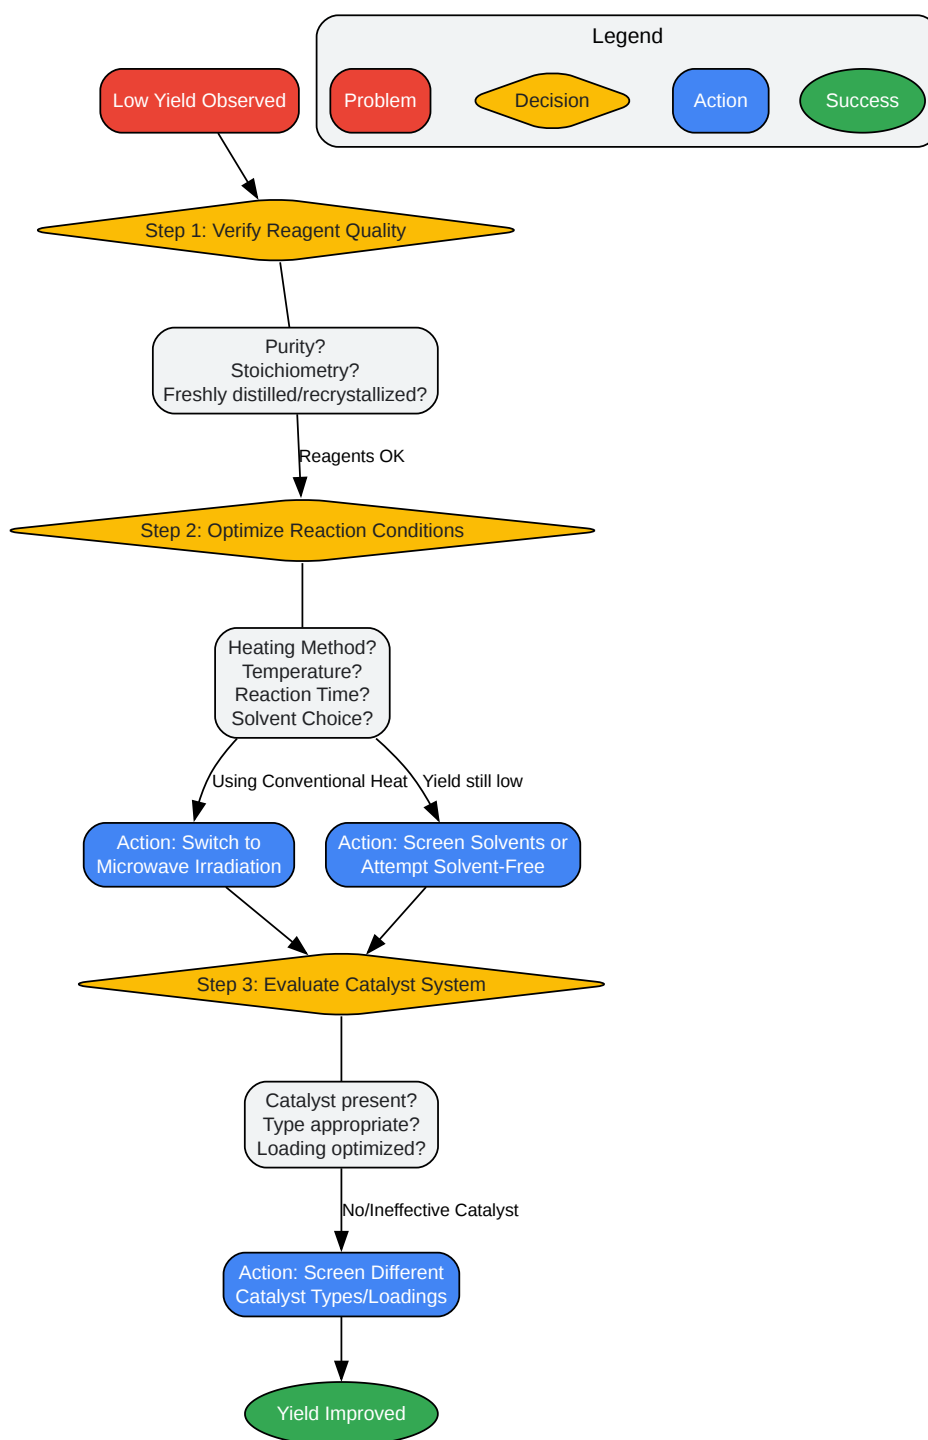 Legend
Low Yield Observed
Problem
Decision
Action
Success
Step 1: Verify Reagent Quality
Purity?
Stoichiometry?
Freshly distilled/recrystallized?
Reagents OK
Step 2: Optimize Reaction Conditions
Heating Method?
Temperature?
Reaction Time?
Solvent Choice?
Using Conventional Heat
Yield still low
Action: Switch to
Microwave Irradiation
Action: Screen Solvents or
Attempt Solvent-Free
Step 3: Evaluate Catalyst System
Catalyst present?
Type appropriate?
Loading optimized?
No/Ineffective Catalyst
Action: Screen Different
Catalyst Types/Loadings
Yield Improved